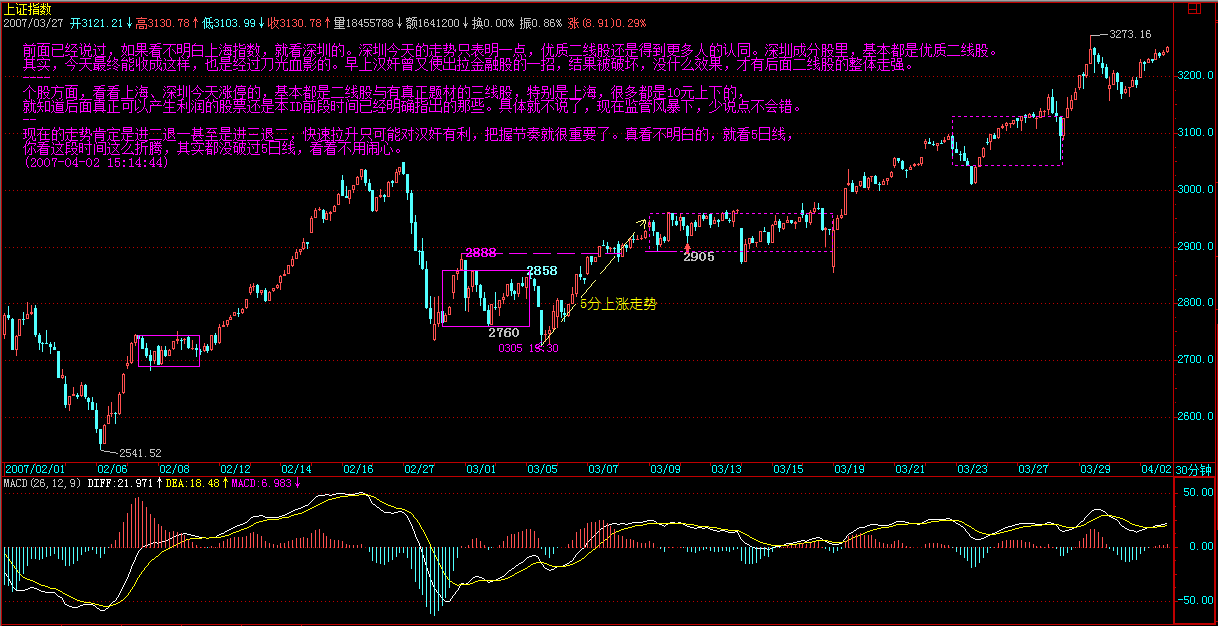 上证指数
2007/03/27 开3121.21↓高3130.78↑低3103.99↓收3130.78↑量18455788↓额1641200↓换0.00% 振0.86% 涨(8.91)0.29%
日
前面已经说过，如果看不明白上海指数，就看深圳的。深圳今天的走势只表明一点，优质二线股还是得到更多人的认同。深圳成分股里，基本都是优质二线股。
其实，今天最终能收成这样，也是经过刀光血影的。早上汉奸曾又使出拉金融股的一招，结果被破坏，没什么效果，才有后面二线股的整体走强。
----
个股方面，看看上海、深圳今天涨停的，基本都是二线股与有真正题材的三线股，特别是上海，很多都是10元上下的，
就知道后面真正可以产生利润的股票还是本ID前段时间已经明确指出的那些。具体就不说了，现在监管风暴下，少说点不会错。
--
现在的走势肯定是进二退一甚至是进三退二，快速拉升只可能对汉奸有利，把握节奏就很重要了。真看不明白的，就看5日线，
你看这段时间这么折腾，其实都没破过5日线，看着不用闹心。
(2007-04-02 15:14:44)
3273.16
3200.0
3100.0
3000.0
2900.0
2800.0
2700.0
2600.0
2888
2858
2905
5分上涨走势
2760
0305 10:30
2541.52
2007/02/01 02/06 02/08 02/12 02/14 02/16 02/27 03/01 03/05 03/07 03/09 03/13 03/15 03/19 03/21 03/23 03/27 03/29 04/02 30分钟
MACD(26,12,9) DIFF:21.971↑DEA:18.48↑MACD:6.983↓
50.00
0.00
-50.00